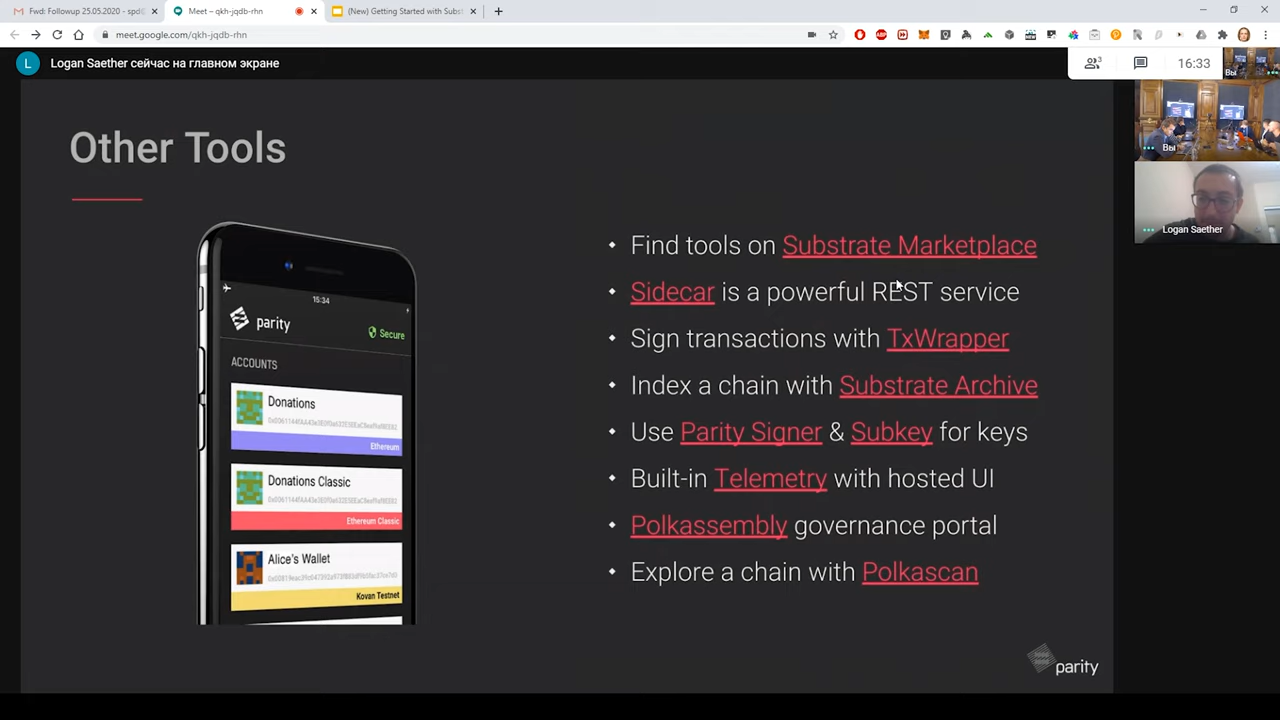 Fwd: Followup 25.05.2020 - spd@
Meet – qkh-jqdb-rhn
(New) Getting Started with Subst
meet.google.com/qkh-jqdb-rhn
L
Logan Saether сейчас на главном экране
3
16:33
Вы
Вы
Logan Saether
Other Tools
15:34
parity
Secure
ACCOUNTS
Donations
Ethereum
Donations Classic
Ethereum Classic
Alice's Wallet
Kovan Testnet
• Find tools on Substrate Marketplace
• Sidecar is a powerful REST service
• Sign transactions with TxWrapper
• Index a chain with Substrate Archive
• Use Parity Signer & Subkey for keys
• Built-in Telemetry with hosted UI
• Polkassembly governance portal
• Explore a chain with Polkascan
parity